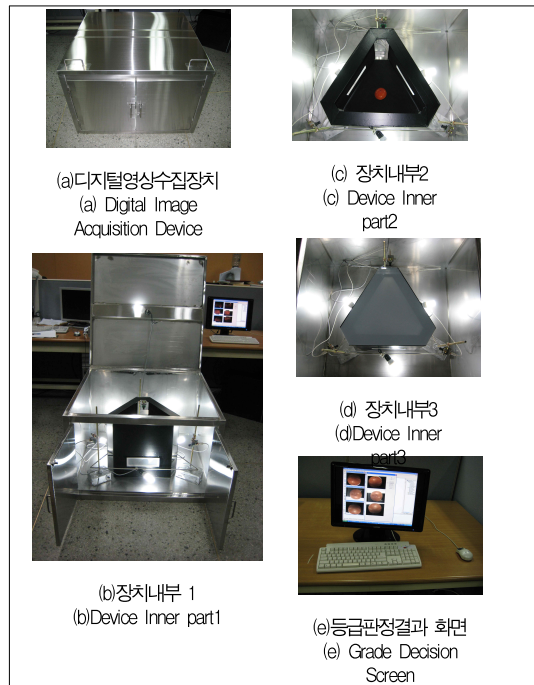 (a)디지털영상수집장치
(a) Digital Image
Acquisition Device
(b)장치내부 1
(b)Device Inner part1
(c) 장치내부2
(c) Device Inner
part2
(d) 장치내부3
(d)Device Inner
part3
(e)등급판정결과 화면
(e) Grade Decision
Screen